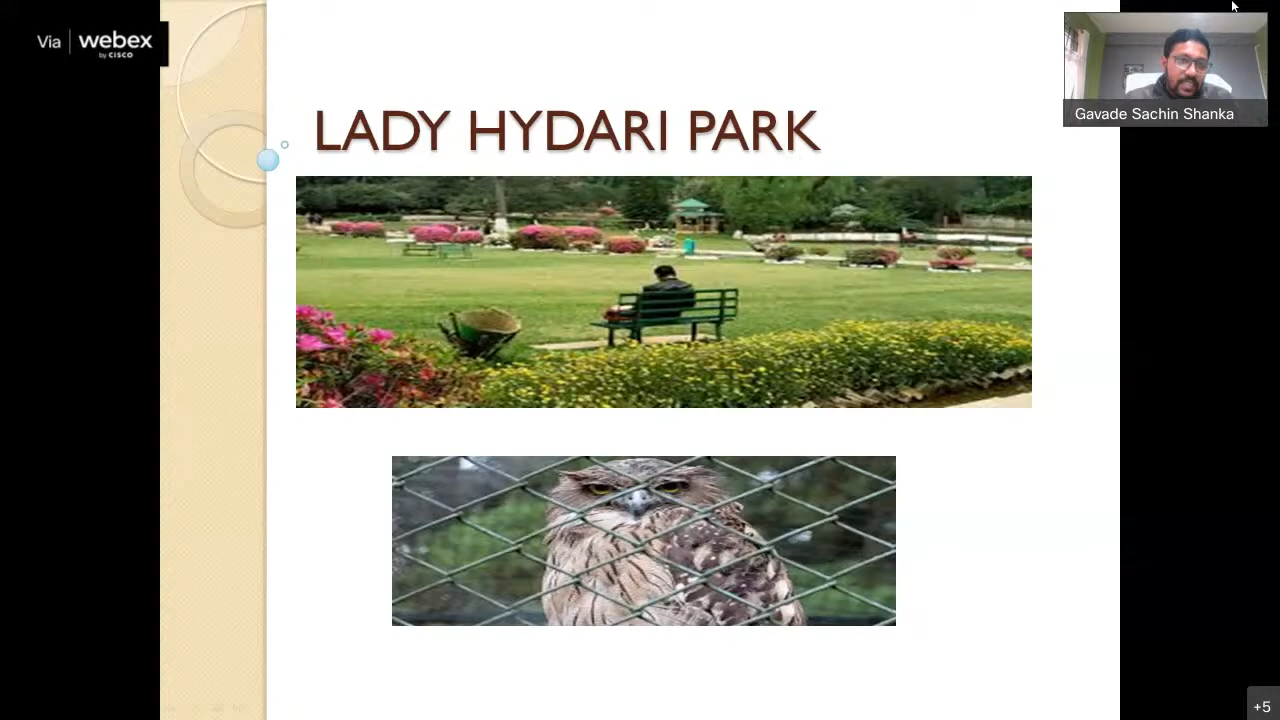 Via | webex
by CISCO
LADY HYDARI PARK
Gavade Sachin Shanka
+5